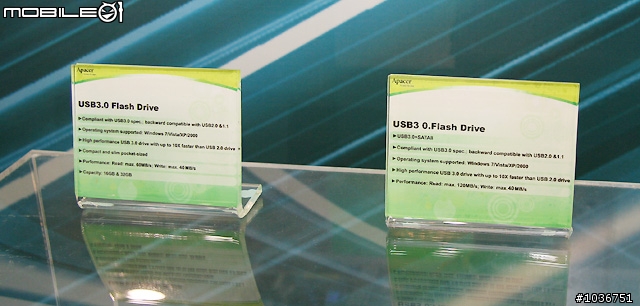 MOBILE01
Apacer
USB3.0 Flash Drive
▶Compliant with USB3.0 spec.; backward compatible with USB2.0 &1.1
▶Operating system supported: Windows 7/Vista/XP/2000
▶High performance USB 3.0 drive with up to 10X faster than USB 2.0 drive
▶Compact and slim pocket-sized
▶Performance: Read: max. 60MB/s; Write: max. 40MB/s
▶Capacity: 16GB & 32GB
Apacer
USB3 0.Flash Drive
▶USB3.0+SATAII
▶Compliant with USB3.0 spec.; backward compatible with USB2.0 &1.1
▶Operating system supported: Windows 7/Vista/XP/2000
▶High performance USB 3.0 drive with up to 10X faster than USB 2.0 drive
▶Performance: Read: max. 120MB/s; Write: max. 40MB/s
#1036751